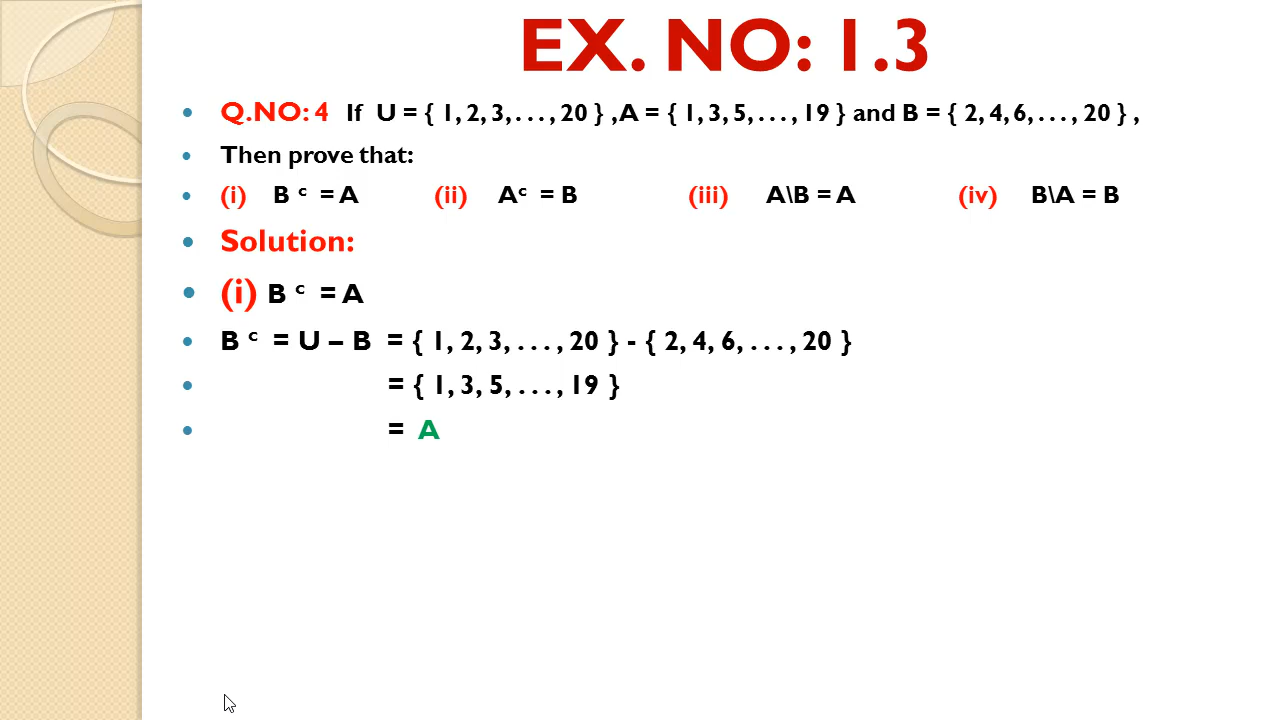 EX. NO: 1.3
• Q.NO: 4 If U = { 1, 2, 3, . . . , 20 } , A = { 1, 3, 5, . . . , 19 } and B = { 2, 4, 6, . . . , 20 } ,
• Then prove that:
• (i) B ᶜ = A (ii) Aᶜ = B (iii) A\B = A (iv) B\A = B
• Solution:
• (i) B ᶜ = A
• B ᶜ = U – B = { 1, 2, 3, . . . , 20 } - { 2, 4, 6, . . . , 20 }
• = { 1, 3, 5, . . . , 19 }
• = A